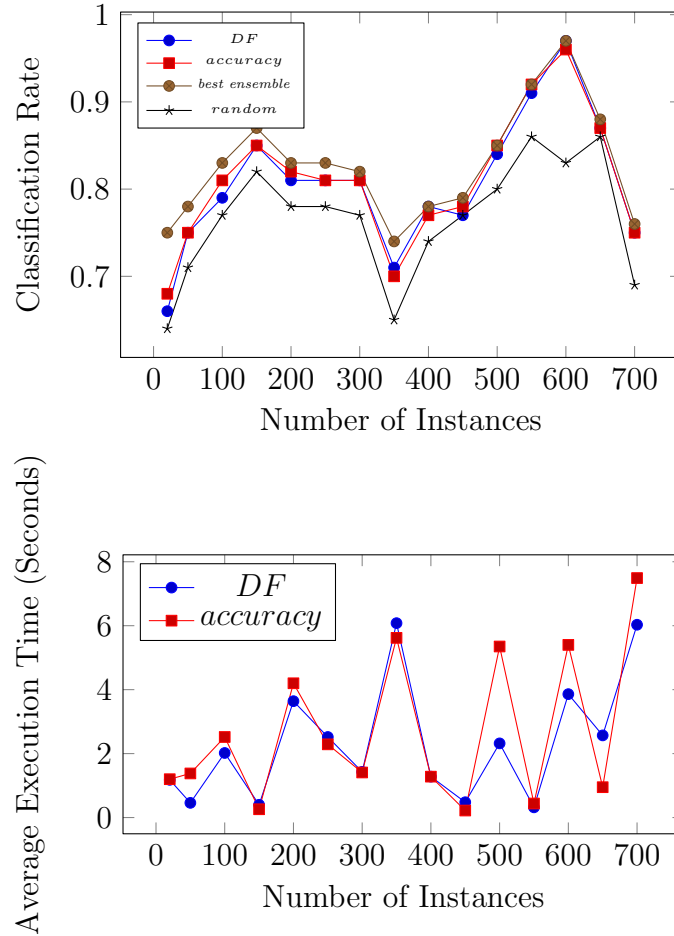 1
0.9
0.8
0.7
Classification Rate
DF
accuracy
best ensemble
random
0 100 200 300 400 500 600 700
Number of Instances
8
6
4
2
0
Average Execution Time (Seconds)
DF
accuracy
0 100 200 300 400 500 600 700
Number of Instances